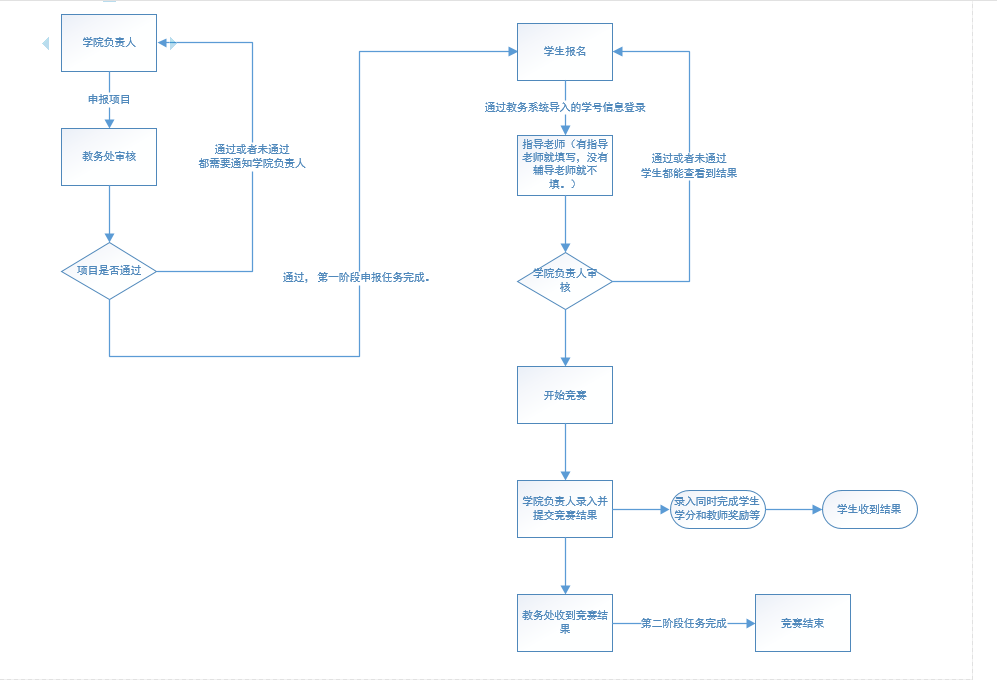 学院负责人
申报项目
教务处审核
通过或者未通过
都需要通知学院负责人
项目是否通过
通过， 第一阶段申报任务完成.
学生报名
通过教务系统导入的学号信息登录
指导老师（有指导
老师就填写，没有
辅导老师就不
填。）
通过或者未通过
学生都能查看到结果
学院负责人审
核
开始竞赛
学院负责人录入并
提交竞赛结果
录入同时完成学生
学分和教师奖励等
学生收到结果
教务处收到竞赛结
果
第二阶段任务完成
竞赛结束